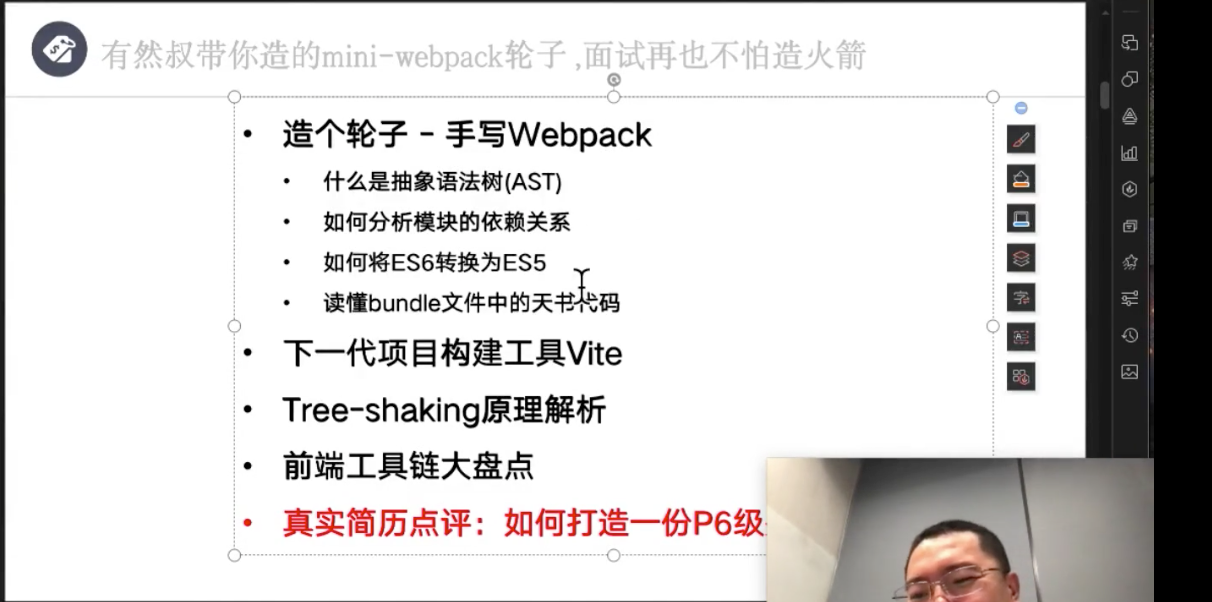 有然叔带你造的mini-webpack轮子,面试再也不怕造火箭
造个轮子 - 手写Webpack
什么是抽象语法树(AST)
如何分析模块的依赖关系
如何将ES6转换为ES5
读懂bundle文件中的天书代码
下一代项目构建工具Vite
Tree-shaking原理解析
前端工具链大盘点
真实简历点评：如何打造一份P6级